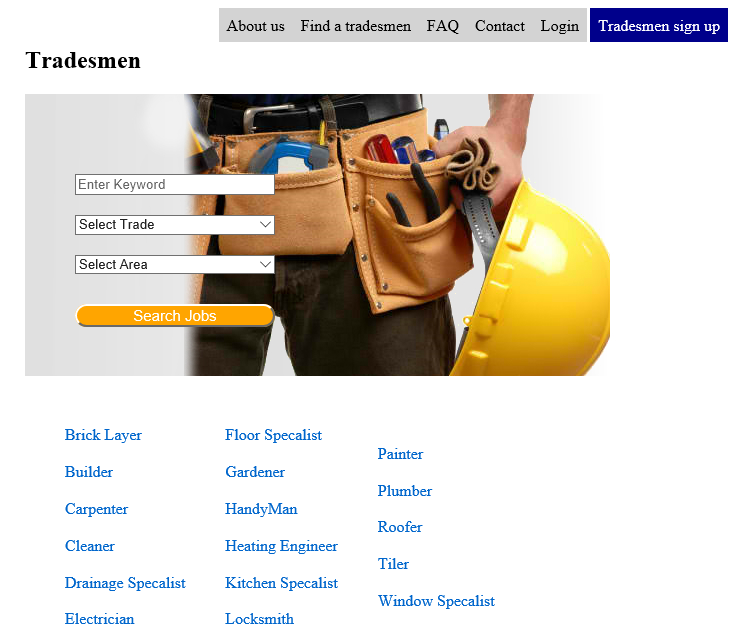 About us Find a tradesmen FAQ Contact Login Tradesmen sign up
Tradesmen
Enter Keyword
Select Trade
Select Area
Search Jobs
Brick Layer
Builder
Carpenter
Cleaner
Drainage Specalist
Electrician
Floor Specalist
Gardener
HandyMan
Heating Engineer
Kitchen Specalist
Locksmith
Painter
Plumber
Roofer
Tiler
Window Specalist